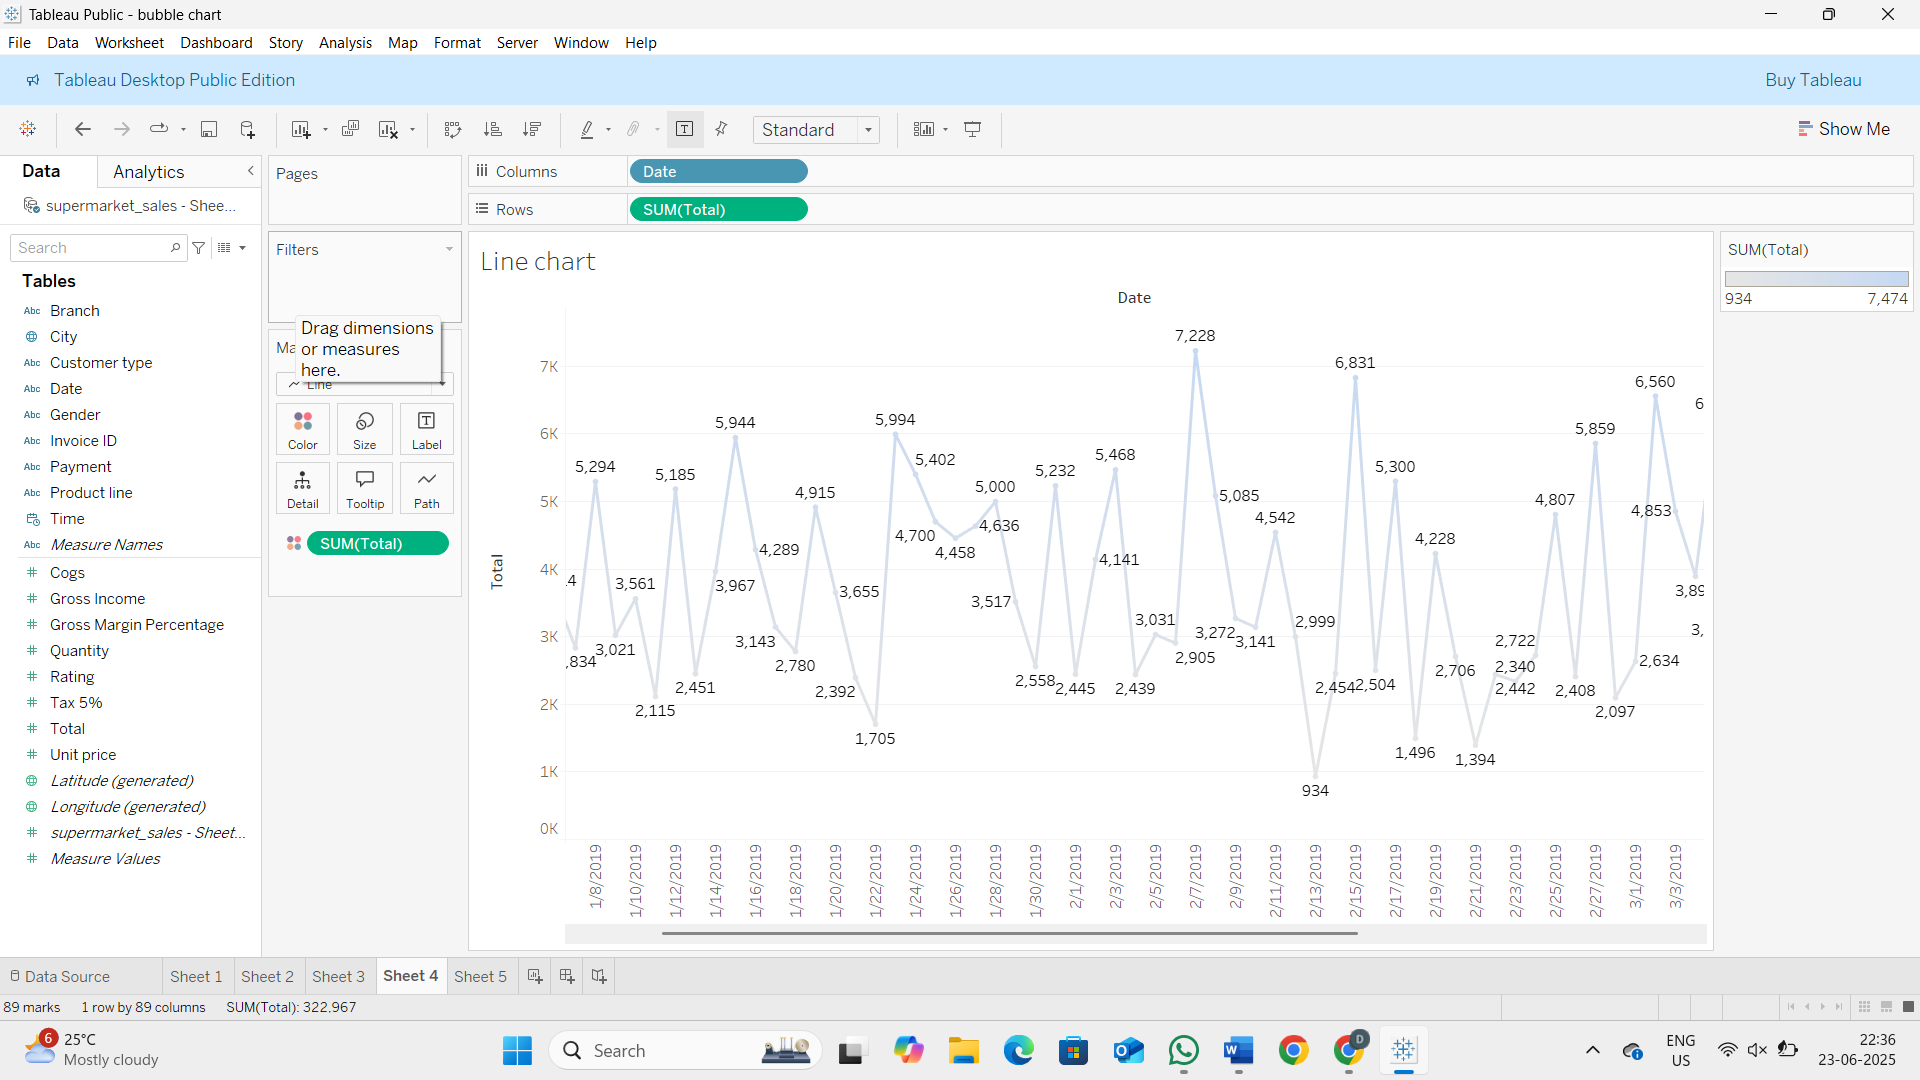 Tableau Public - bubble chart
File Data Worksheet Dashboard Story Analysis Map Format Server Window Help
Tableau Desktop Public Edition
Buy Tableau
Standard
Show Me
Data
Analytics
supermarket_sales - Shee...
Search
Tables
Abc Branch
City
Abc Customer type
Abc Date
Abc Gender
Abc Invoice ID
Abc Payment
Abc Product line
Time
Abc Measure Names
# Cogs
# Gross Income
# Gross Margin Percentage
# Quantity
# Rating
# Tax 5%
# Total
# Unit price
Latitude (generated)
Longitude (generated)
# supermarket_sales - Sheet...
# Measure Values
Pages
Filters
Drag dimensions
or measures
here.
Ma
Line
Color Size Label
Detail Tooltip Path
SUM(Total)
Columns Date
Rows SUM(Total)
Line chart
Date
Total
7K
6K
5K
4K
3K
2K
1K
0K
7,228
6,831
6,560
6
5,944
5,994
5,859
5,294
5,185
5,402
5,232
5,468
5,300
4,915
5,000
5,085
4,807
4,853
4,700
4,636
4,542
4,228
4,289
4,458
4,141
4
3,561
3,967
3,655
3,517
3,89
3,031
2,999
3,
3,021
3,143
3,272
3,141
2,722
,834
2,780
2,905
2,706
2,340
2,634
2,451
2,392
2,558
2,445
2,439
2,454
2,504
2,442
2,408
2,115
2,097
1,705
1,496
1,394
934
1/8/2019
1/10/2019
1/12/2019
1/14/2019
1/16/2019
1/18/2019
1/20/2019
1/22/2019
1/24/2019
1/26/2019
1/28/2019
1/30/2019
2/1/2019
2/3/2019
2/5/2019
2/7/2019
2/9/2019
2/11/2019
2/13/2019
2/15/2019
2/17/2019
2/19/2019
2/21/2019
2/23/2019
2/25/2019
2/27/2019
3/1/2019
3/3/2019
SUM(Total)
934 7,474
Data Source Sheet 1 Sheet 2 Sheet 3 Sheet 4 Sheet 5
89 marks 1 row by 89 columns SUM(Total): 322,967
6
25°C
Mostly cloudy
Search
D
ENG
US
22:36
23-06-2025